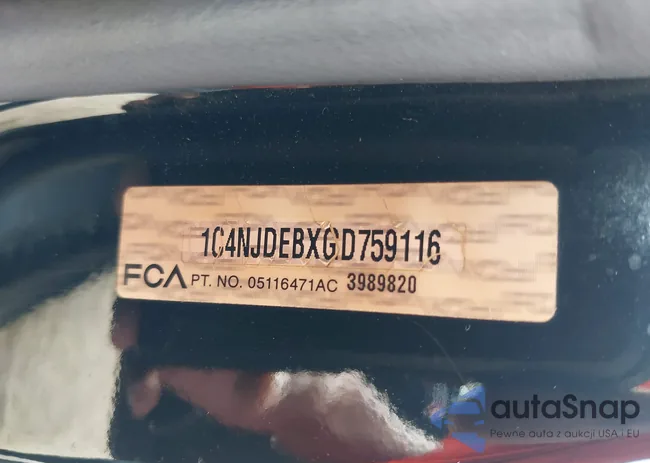 1C4NJDEBXGD759116
FCA PT. NO. 05116471AC 3989820
autaSnap
Pewne auta z aukcji USA i EU